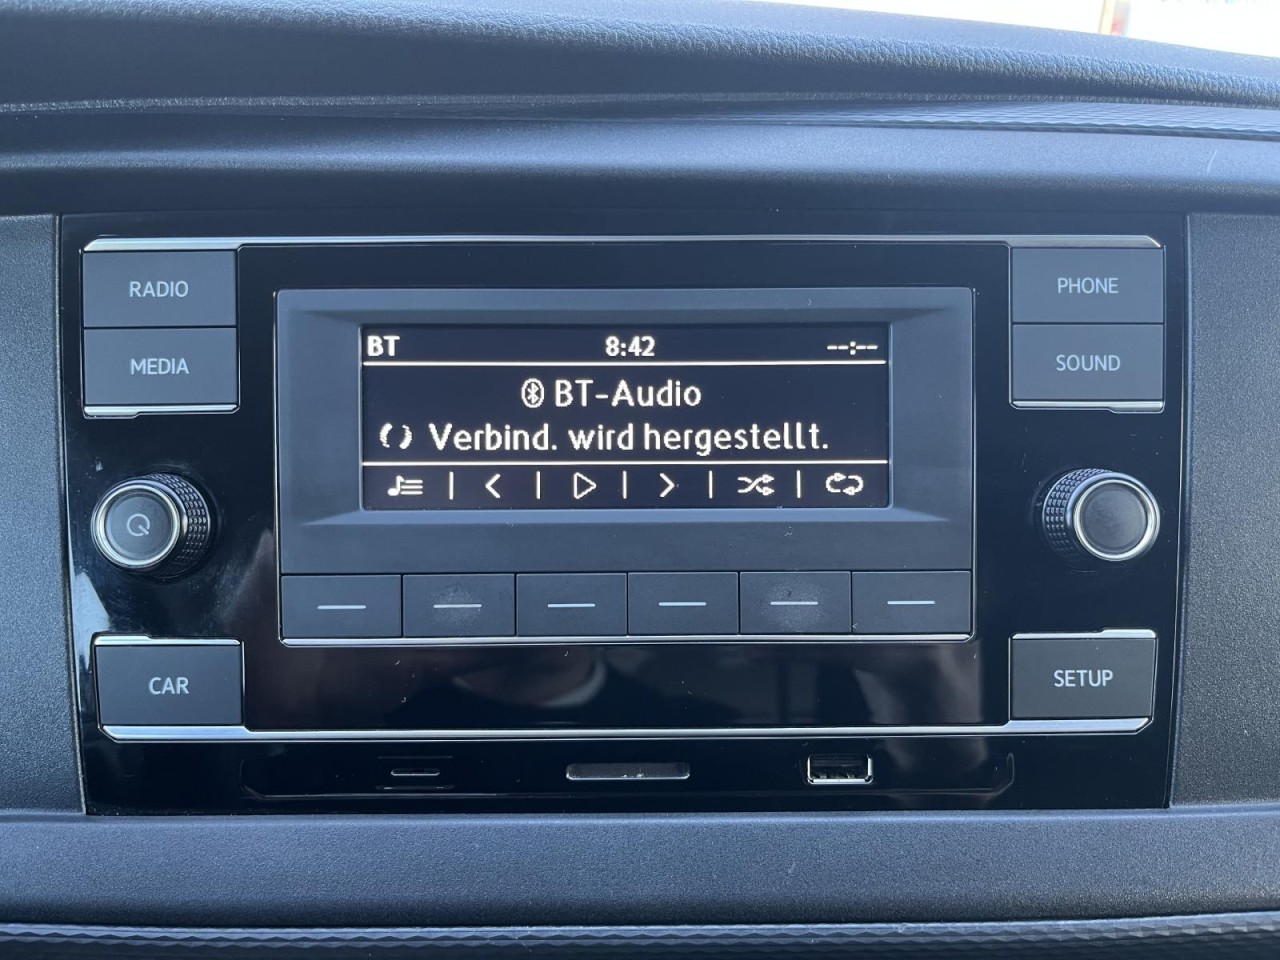 RADIO
MEDIA
BT 8:42 --:--
BT-Audio
Verbind. wird hergestellt.
PHONE
SOUND
CAR
SETUP